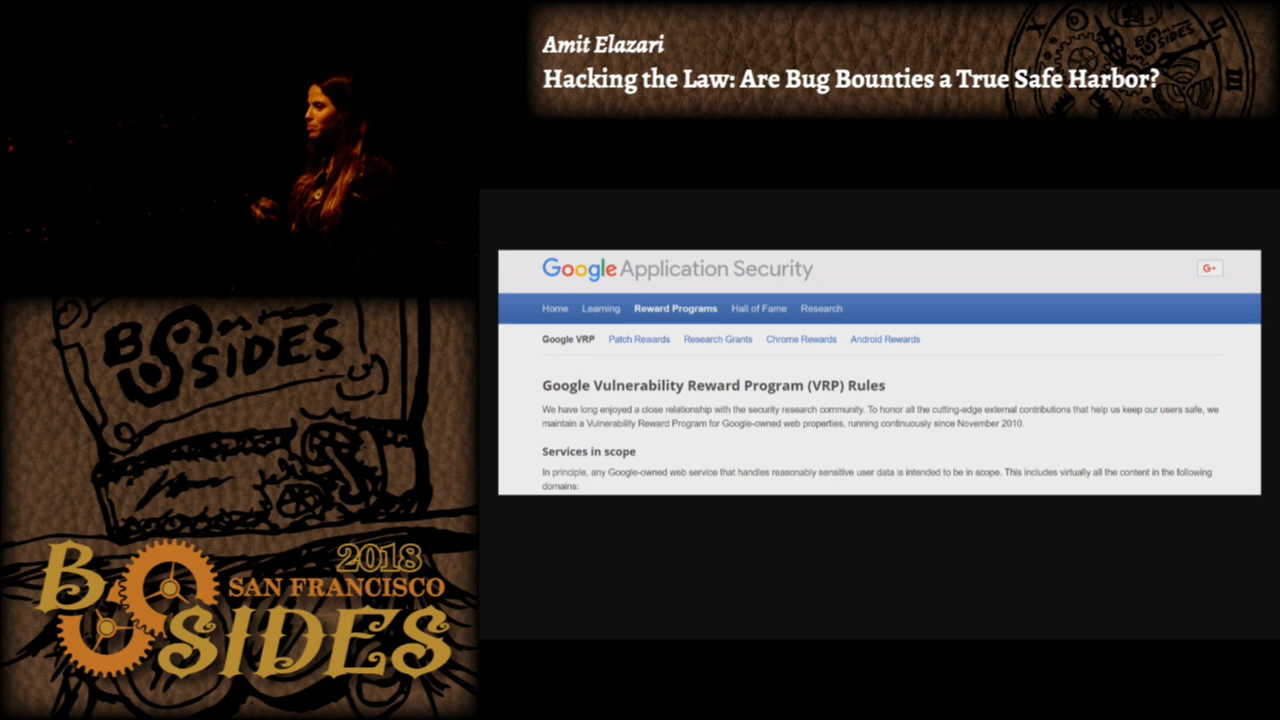 Amit Elazari
Hacking the Law: Are Bug Bounties a True Safe Harbor?
BSIDES
Google Application Security
G+
Home Learning Reward Programs Hall of Fame Research
Google VRP Patch Rewards Research Grants Chrome Rewards Android Rewards
Google Vulnerability Reward Program (VRP) Rules
We have long enjoyed a close relationship with the security research community. To honor all the cutting-edge external contributions that help us keep our users safe, we
maintain a Vulnerability Reward Program for Google-owned web properties, running continuously since November 2010.
Services in scope
In principle, any Google-owned web service that handles reasonably sensitive user data is intended to be in scope. This includes virtually all the content in the following
domains:
BSIDES
2018
SAN FRANCISCO
BSIDES